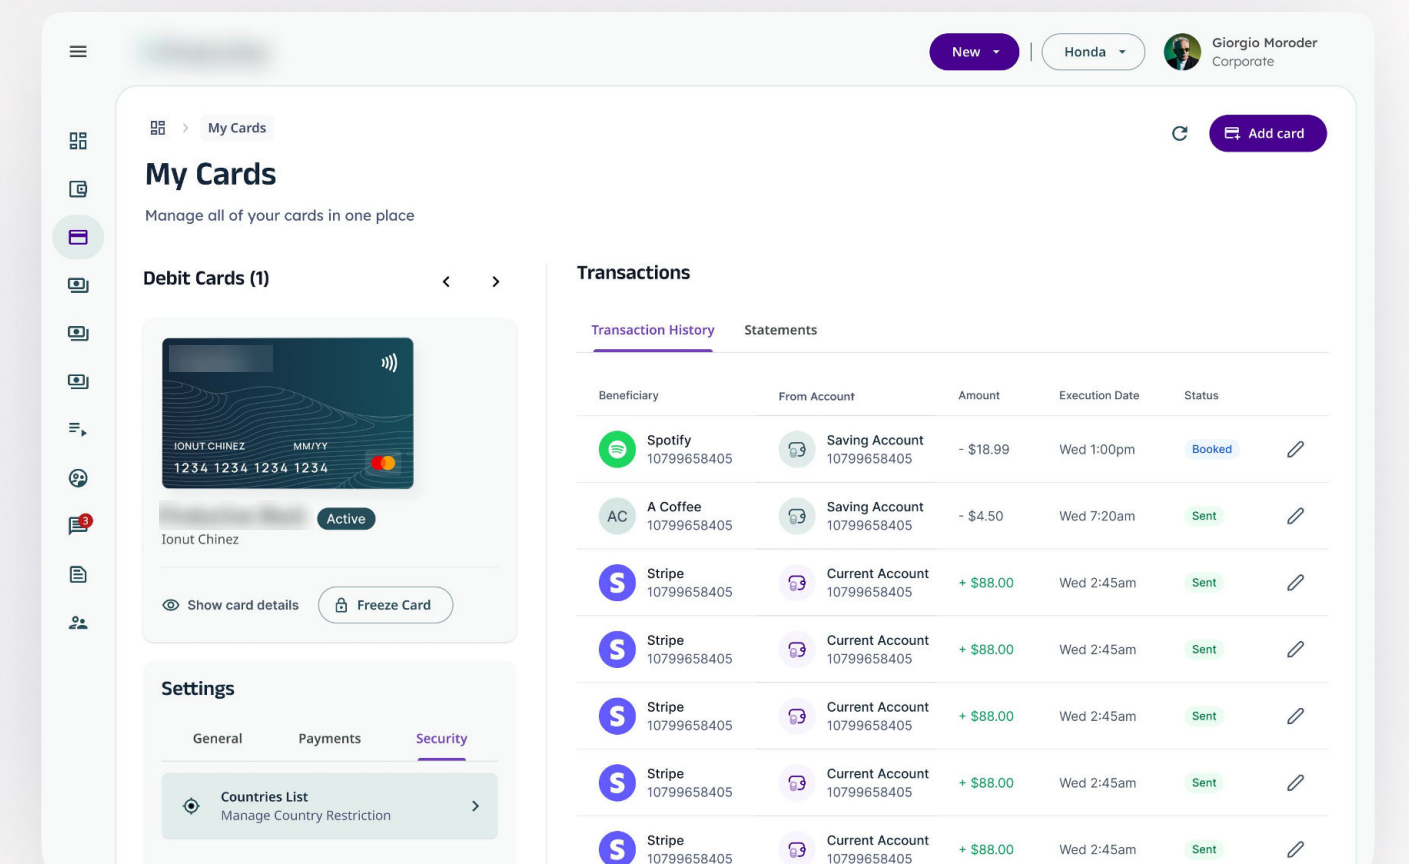 New
Honda
Giorgio Moroder
Corporate
My Cards
Add card
My Cards
Manage all of your cards in one place
Debit Cards (1)
IONUT CHINEZ MM/YY
1234 1234 1234 1234
Active
Ionut Chinez
Show card details
Freeze Card
Settings
General Payments Security
Countries List
Manage Country Restriction
3
Transactions
Transaction History Statements
Beneficiary From Account Amount Execution Date Status
Spotify Saving Account
10799658405 10799658405 - $18.99 Wed 1:00pm Booked
AC A Coffee Saving Account
10799658405 10799658405 - $4.50 Wed 7:20am Sent
S Stripe Current Account
10799658405 10799658405 + $88.00 Wed 2:45am Sent
S Stripe Current Account
10799658405 10799658405 + $88.00 Wed 2:45am Sent
S Stripe Current Account
10799658405 10799658405 + $88.00 Wed 2:45am Sent
S Stripe Current Account
10799658405 10799658405 + $88.00 Wed 2:45am Sent
S Stripe Current Account
10799658405 10799658405 + $88.00 Wed 2:45am Sent